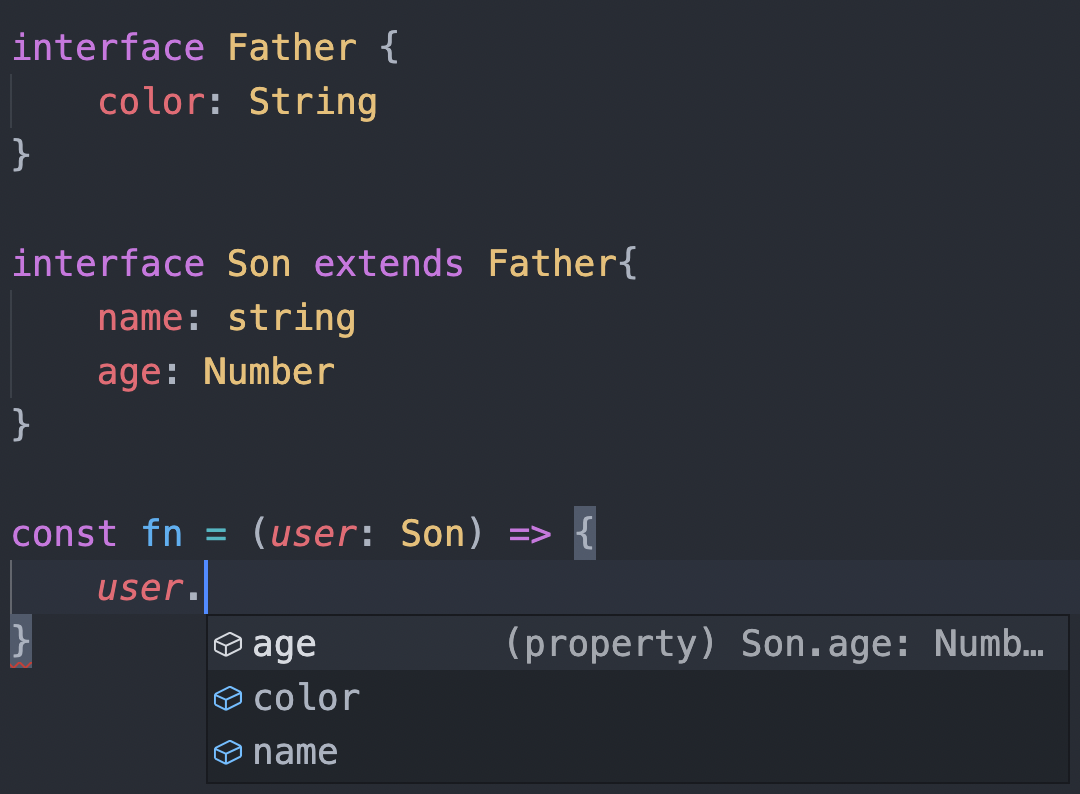 interface Father {
    color: String
}
interface Son extends Father{
    name: string
    age: Number
}
const fn = (user: Son) => {
    user.
}
age (property) Son.age: Numb…
color
name